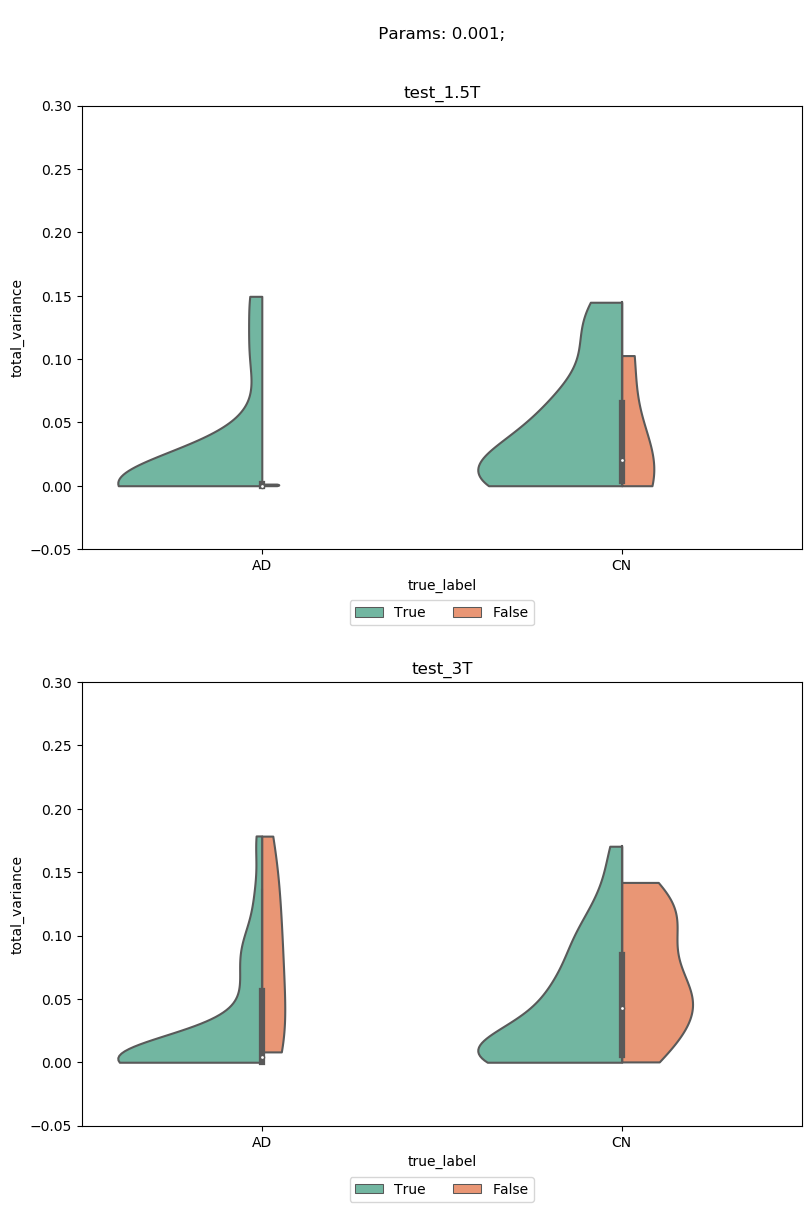 Params: 0.001;
test_1.5T
0.30
0.25
0.20
0.15
0.10
0.05
0.00
−0.05
total_variance
AD CN
true_label
True False
test_3T
0.30
0.25
0.20
0.15
0.10
0.05
0.00
−0.05
total_variance
AD CN
true_label
True False